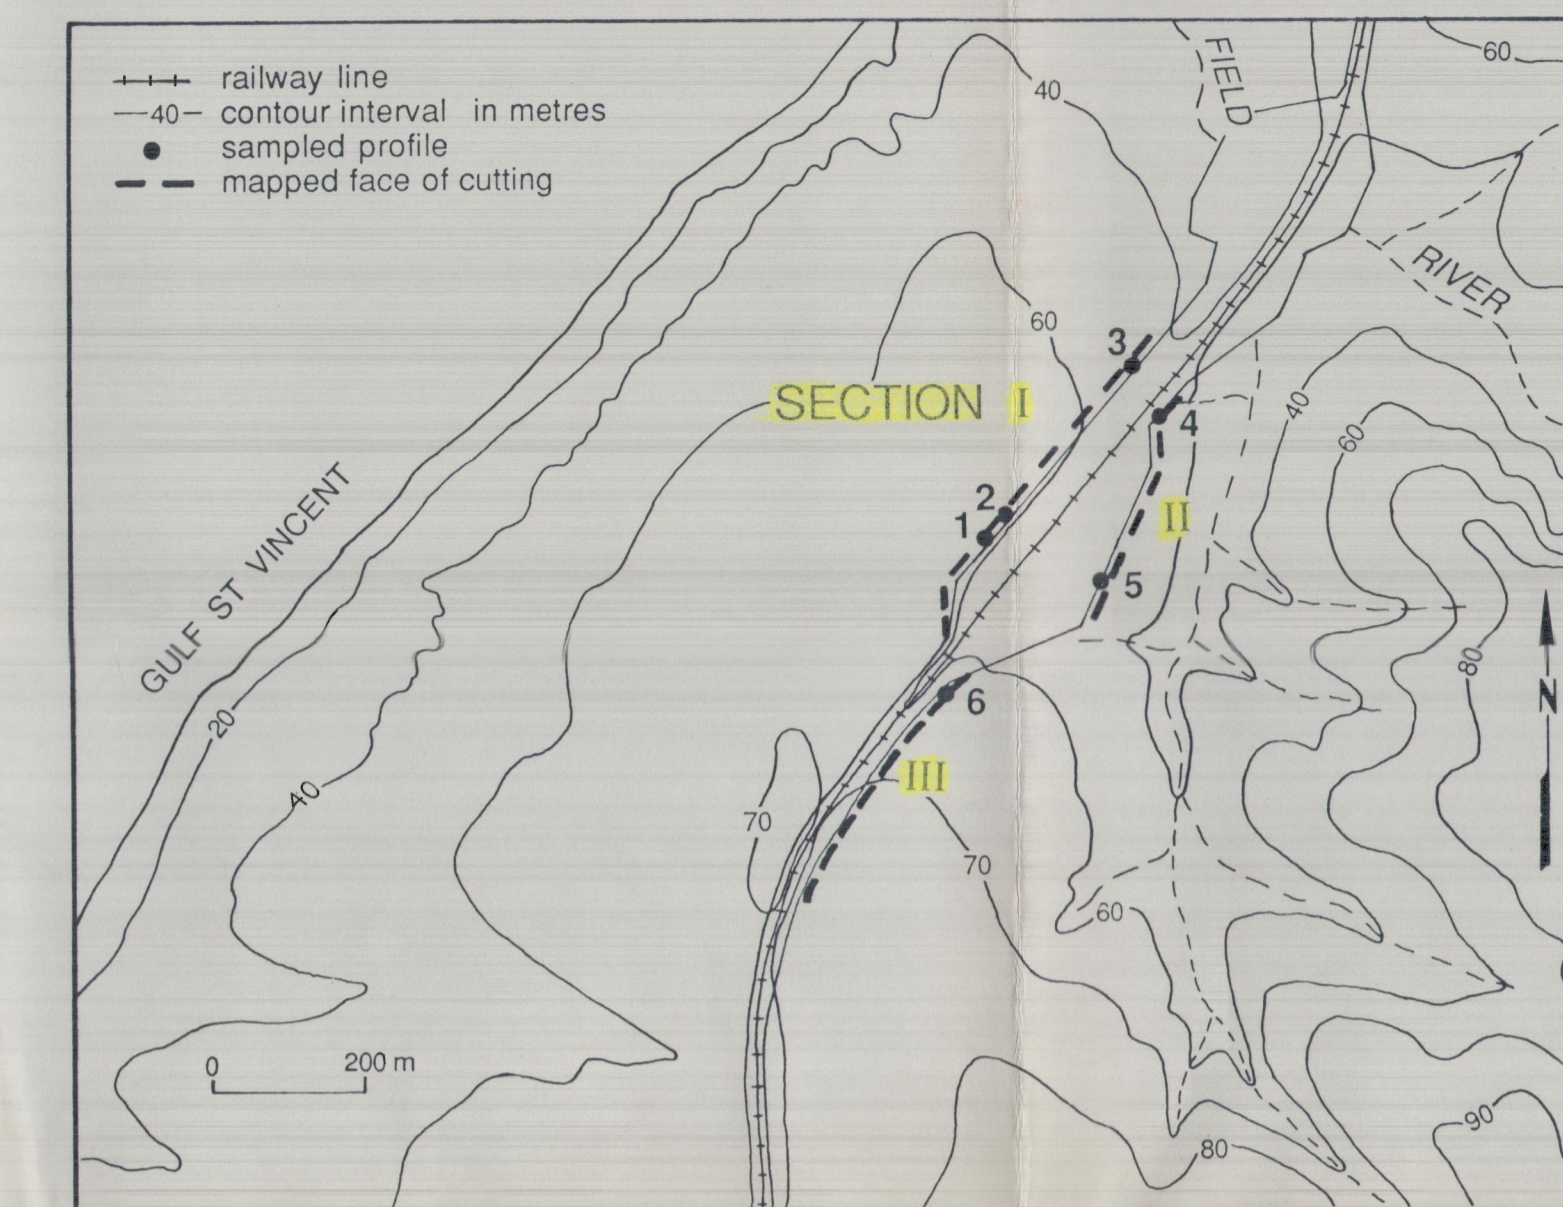 railway line
—40— contour interval in metres
sampled profile
mapped face of cutting
FIELD
60
40
RIVER
60
3
SECTION I
4
40
60
2
1
II
5
GULF ST VINCENT
6
80
20
N
III
40
70
70
60
0 200 m
90
80